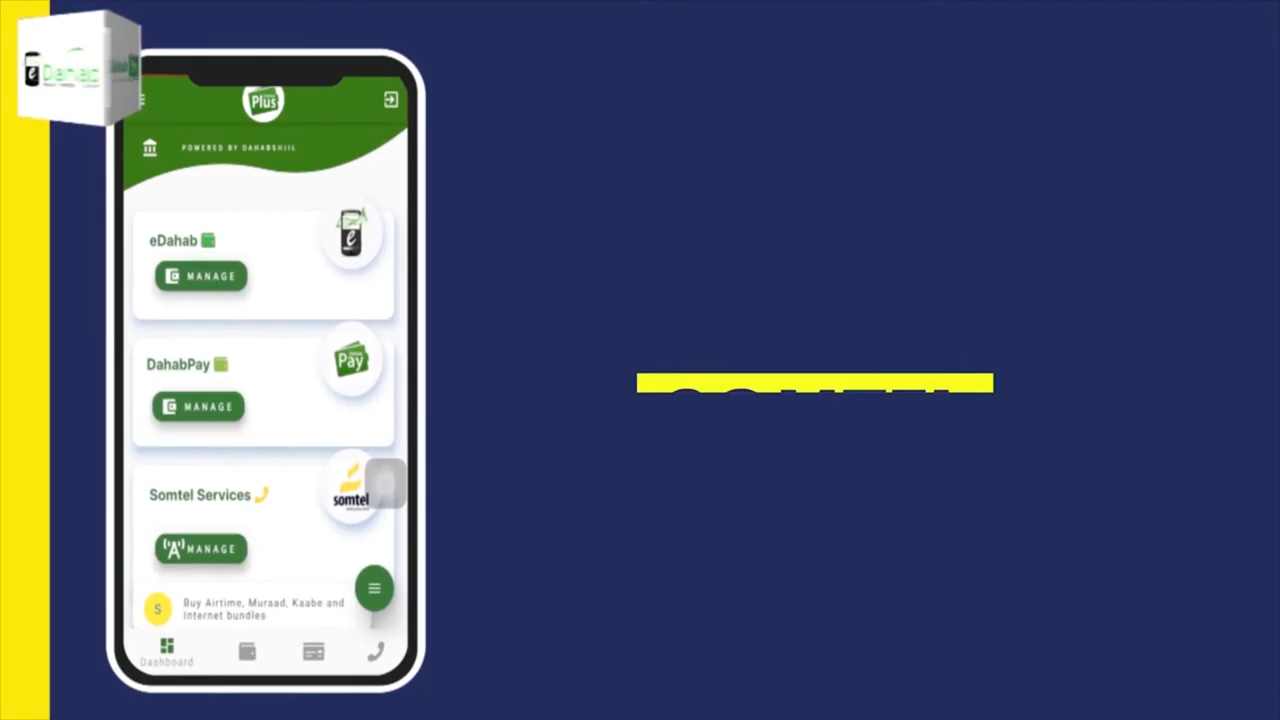 e Dahab
Plus
POWERED BY DAHABSHIIL
eDahab
MANAGE
DahabPay
Pay
MANAGE
Somtel Services
somtel
MANAGE
S
Buy Airtime, Muraad, Kaabe and
Internet bundles
Dashboard